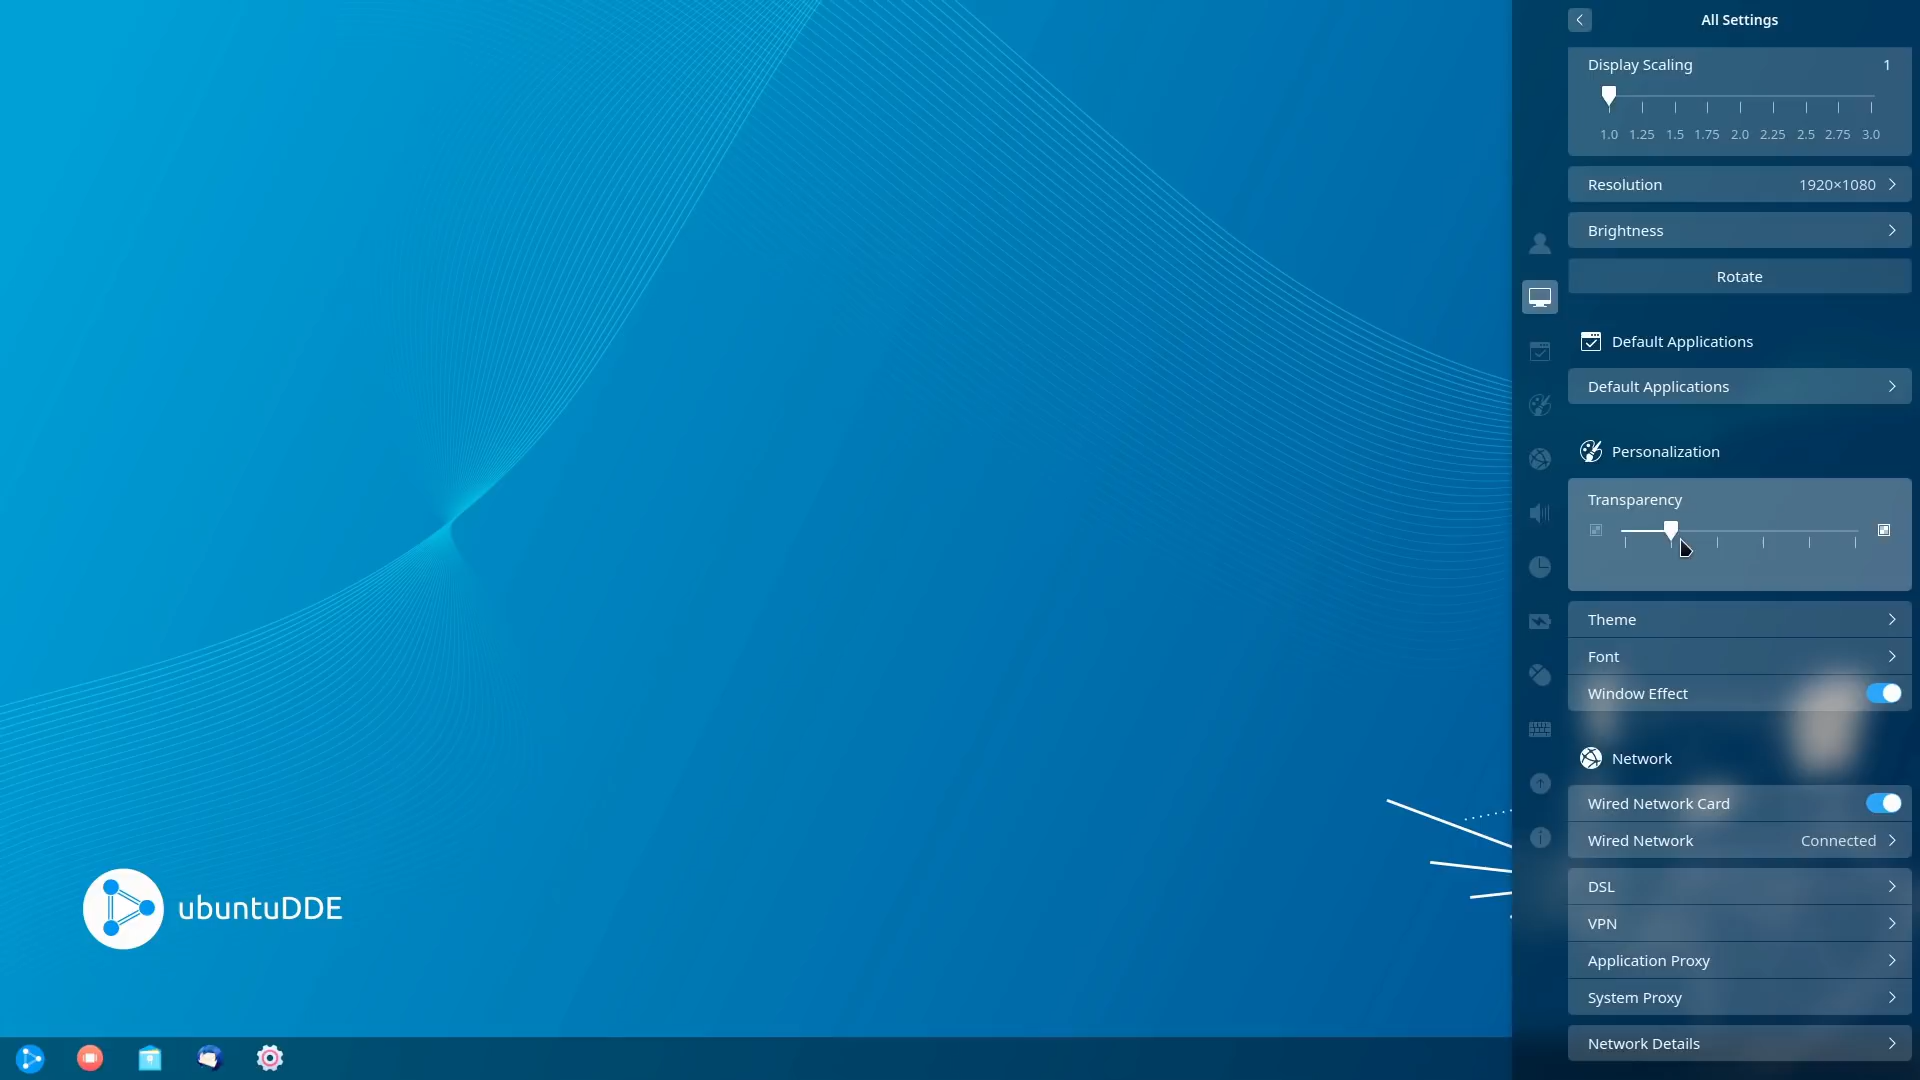 All Settings
Display Scaling 1
1.0 1.25 1.5 1.75 2.0 2.25 2.5 2.75 3.0
Resolution 1920×1080
Brightness
Rotate
Default Applications
Default Applications
Personalization
Transparency
Theme
Font
Window Effect
Network
Wired Network Card
Wired Network Connected
DSL
VPN
Application Proxy
System Proxy
Network Details
ubuntuDDE